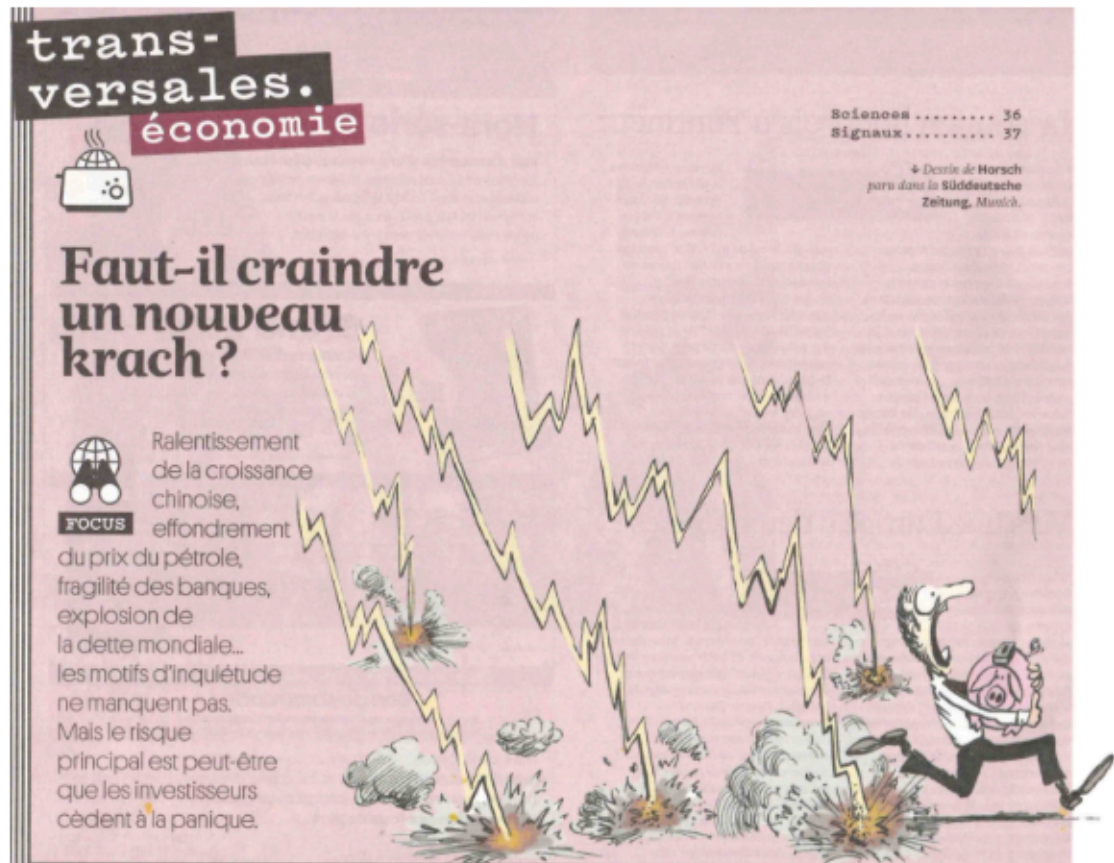 trans-
versales.
économie
Sciences ......... 36
Signaux .......... 37
↓ Dessin de Horsch
paru dans la Süddeutsche
Zeitung, Munich.
Faut-il craindre
un nouveau
krach ?
FOCUS
Ralentissement
de la croissance
chinoise,
effondrement
du prix du pétrole,
fragilité des banques,
explosion de
la dette mondiale...
les motifs d'inquiétude
ne manquent pas.
Mais le risque
principal est peut-être
que les investisseurs
cèdent à la panique.